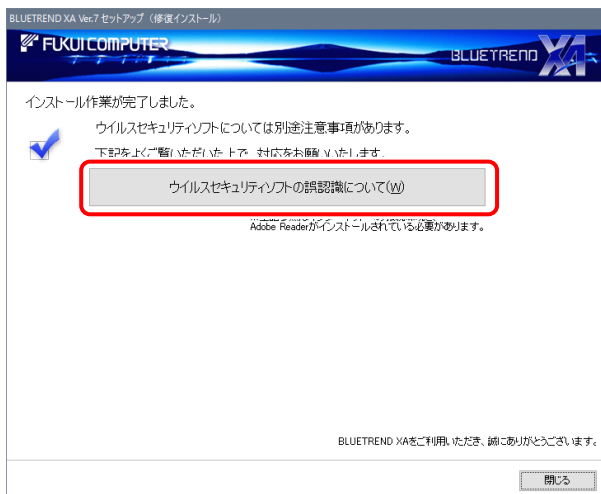 BLUETREND XA Ver.7 セットアップ（修復インストール）
FUKUI COMPUTER
BLUETREND XA
インストール作業が完了しました。
ウイルスセキュリティソフトについては別途注意事項があります。
下記をよくご覧いただいた上で、対応をお願いいたします。
ウイルスセキュリティソフトの誤認識について(W)
Adobe Readerがインストールされている必要があります。
BLUETREND XAをご利用いただき、誠にありがとうございます。
閉じる